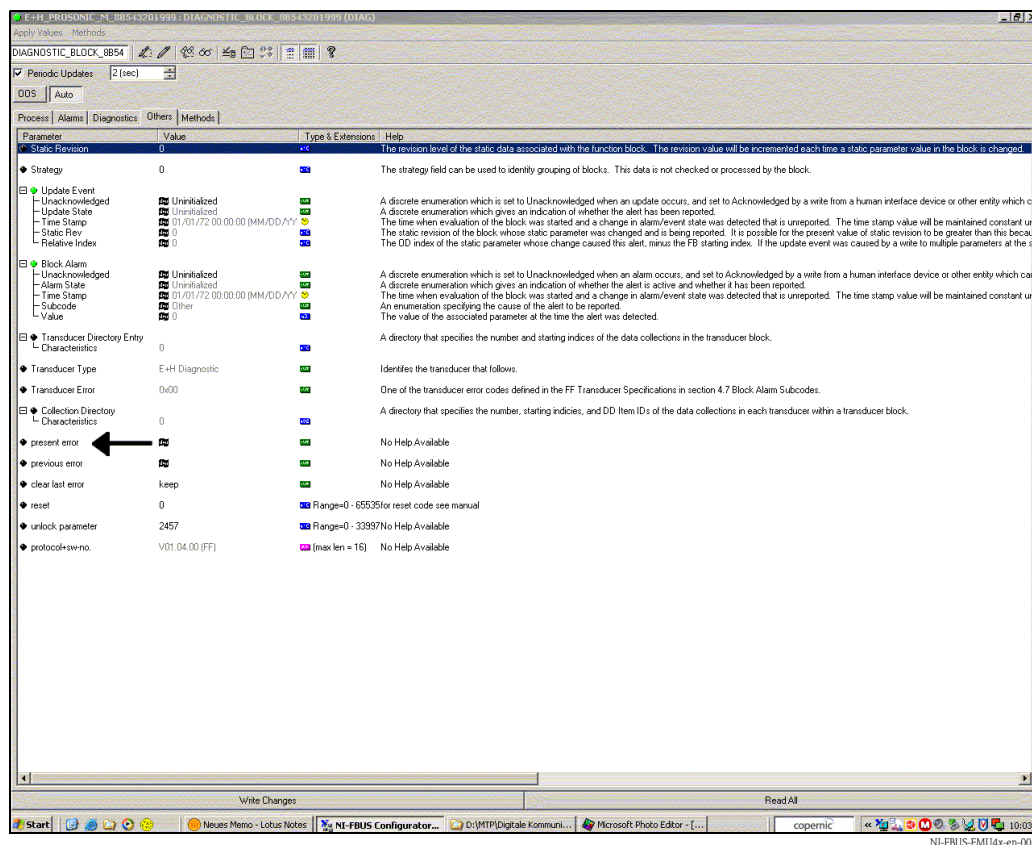 E+H_PROSONIC_M_8B543201999 : DIAGNOSTIC_BLOCK_8B543201999 (DIAG)
Apply Values Methods
DIAGNOSTIC_BLOCK_8B54
Periodic Updates 2 (sec)
OOS Auto
Process Alarms Diagnostics Others Methods
Parameter Value Type & Extensions Help
Static Revision 0 The revision level of the static data associated with the function block. The revision value will be incremented each time a static parameter value in the block is changed.
Strategy 0 The strategy field can be used to identify grouping of blocks. This data is not checked or processed by the block.
Update Event
Unacknowledged Uninitialized A discrete enumeration which is set to Unacknowledged when an update occurs, and set to Acknowledged by a write from a human interface device or other entity which c
Update State Uninitialized A discrete enumeration which gives an indication of whether the alert has been reported.
Time Stamp 01/01/72 00:00:00 (MM/DD/YY The time when evaluation of the block was started and a change in alarm/event state was detected that is unreported. The time stamp value will be maintained constant un
Static Rev 0 The static revision of the block whose static parameter was changed and is being reported. It is possible for the present value of static revision to be greater than this becau
Relative Index 0 The OD index of the static parameter whose change caused this alert, minus the FB starting index. If the update event was caused by a write to multiple parameters at the s
Block Alarm
Unacknowledged Uninitialized A discrete enumeration which is set to Unacknowledged when an alarm occurs, and set to Acknowledged by a write from a human interface device or other entity which ca
Alarm State Uninitialized A discrete enumeration which gives an indication of whether the alert is active and whether it has been reported.
Time Stamp 01/01/72 00:00:00 (MM/DD/YY The time when evaluation of the block was started and a change in alarm/event state was detected that is unreported. The time stamp value will be maintained constant un
Subcode Other An enumeration specifying the cause of the alert to be reported.
Value 0 The value of the associated parameter at the time the alert was detected.
Transducer Directory Entry A directory that specifies the number and starting indices of the data collections in the transducer block.
Characteristics 0
Transducer Type E+H Diagnostic Identifes the transducer that follows.
Transducer Error 0x00 One of the transducer error codes defined in the FF Transducer Specifications in section 4.7 Block Alarm Subcodes.
Collection Directory A directory that specifies the number, starting indicies, and DD Item IDs of the data collections in each transducer within a transducer block.
Characteristics 0
present error No Help Available
previous error No Help Available
clear last error keep No Help Available
reset 0 Range=0 - 65535 for reset code see manual
unlock parameter 2457 Range=0 - 33997 No Help Available
protocol+sw-no. V01.04.00 (FF) (max len = 16) No Help Available
Write Changes Read All
Start Neues Memo - Lotus Notes NI-FBUS Configurator... D:\MTP\Digitale Kommuni... Microsoft Photo Editor - [... copernic « 10:03
NI-FBUS-FMU4x-en-00